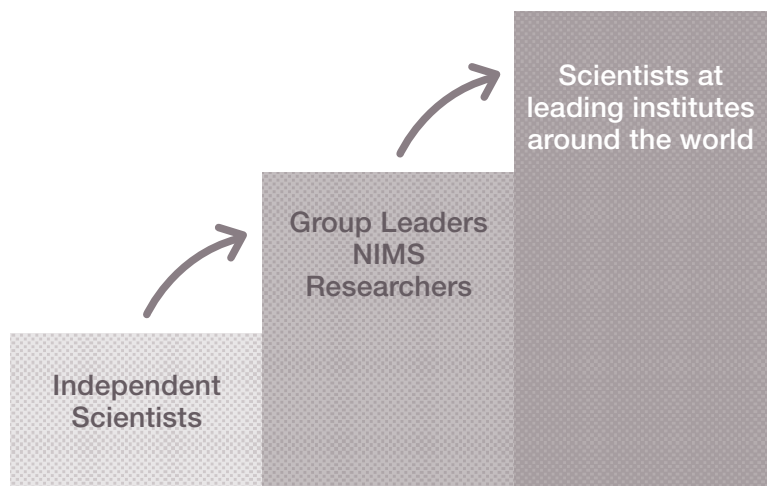 Scientists at
leading institutes
around the world
Group Leaders
NIMS
Researchers
Independent
Scientists